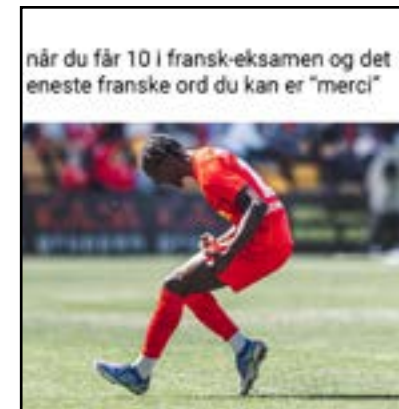 når du får 10 i fransk-eksamen og det
eneste franske ord du kan er "merci"